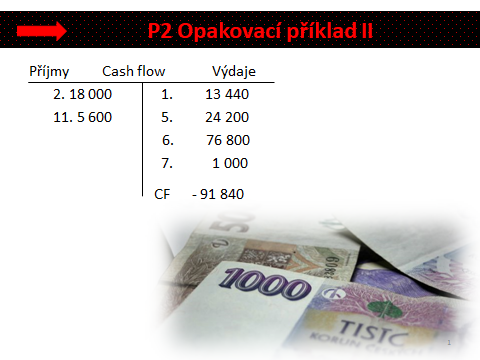 P2 Opakovací příklad II
Příjmy Cash flow Výdaje
2. 18 000 1. 13 440
11. 5 600 5. 24 200
6. 76 800
7. 1 000
CF - 91 840
1000
TISÍC
KORUN
1